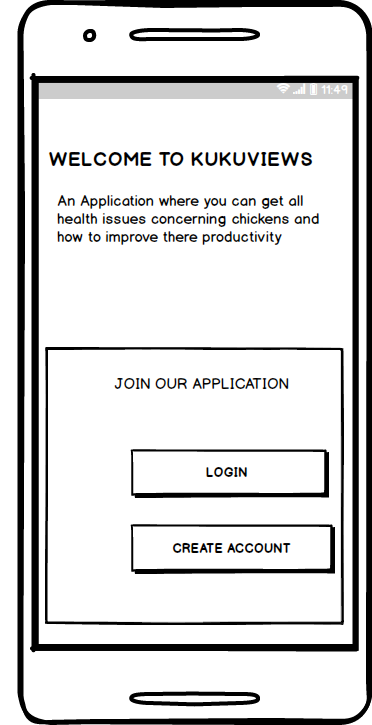 11:49
WELCOME TO KUKUVIEWS
An Application where you can get all
health issues concerning chickens and
how to improve there productivity
JOIN OUR APPLICATION
LOGIN
CREATE ACCOUNT